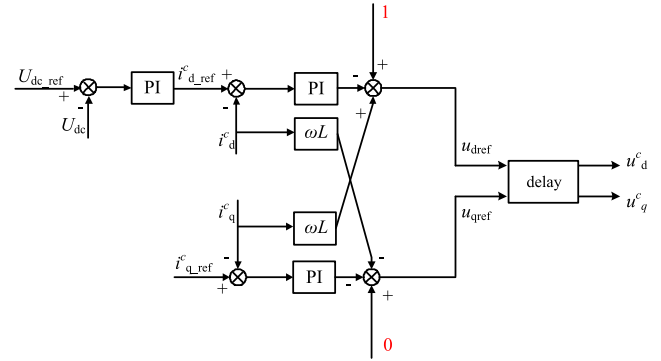 1
U_dc_ref
+
-
U_dc
PI
i^c_d_ref
+
-
i^c_d
PI
-
+
+
ωL
u_dref
delay
u^c_d
u^c_q
u_qref
i^c_q
ωL
-
-
i^c_q_ref
+
PI
-
+
0